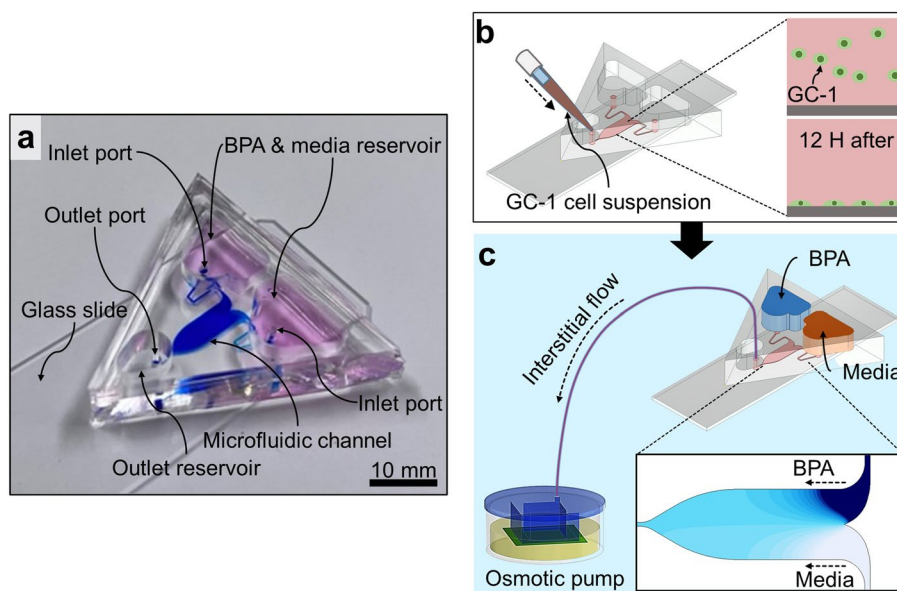 a
Inlet port
BPA & media reservoir
Outlet port
Glass slide
Inlet port
Microfluidic channel
Outlet reservoir
10 mm
b
GC-1 cell suspension
GC-1
12 H after
c
BPA
Interstitial flow
Media
Osmotic pump
BPA
Media